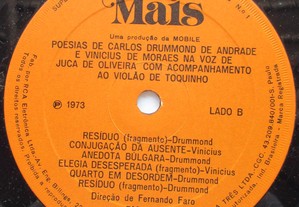 Mais
Uma produção da MOBILE
POESIAS DE CARLOS DRUMMOND DE ANDRADE
E VINICIUS DE MORAES NA VOZ DE
JUCA DE OLIVEIRA COM ACOMPANHAMENTO
AO VIOLÃO DE TOQUINHO
1973
LADO B
RESÍDUO (fragmento)-Drummond
CONJUGAÇÃO DA AUSENTE-Vinicius
ANEDOTA BÚLGARA-Drummond
ELEGIA DESESPERADA (fragmento)-Vinicius
QUARTO EM DESORDEM-Drummond
RESÍDUO (fragmento)-Drummond
Direção de Fernando Faro